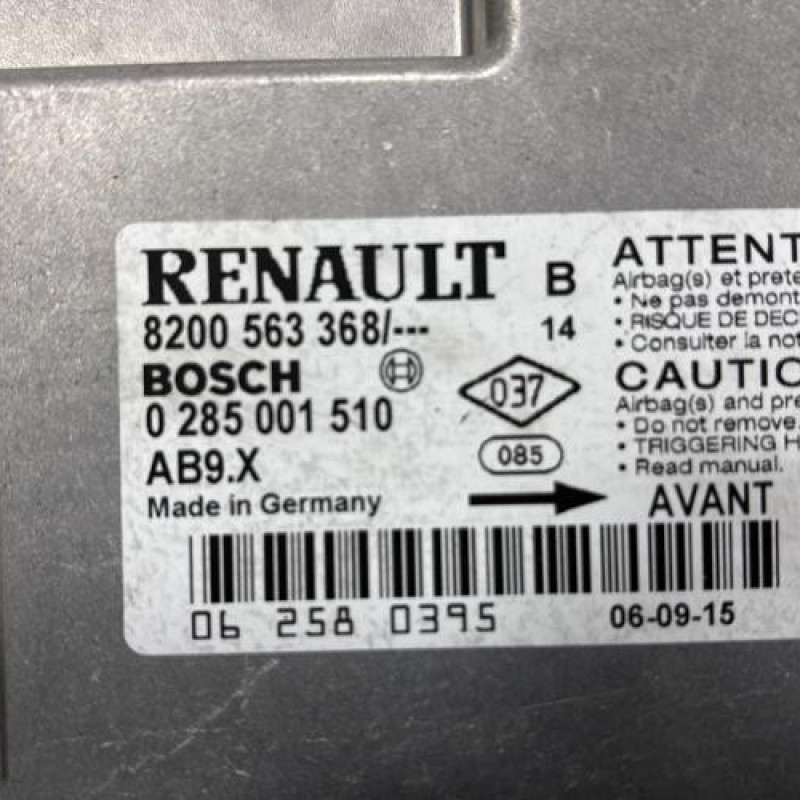 RENAULT B
8200 563 368/--- 14
BOSCH
0 285 001 510
AB9.X
Made in Germany
037
085
AVANT
06 258 0395
06-09-15
ATTENT
Airbag(s) et prete
• Ne pas demont
• RISQUE DE DEC
• Consulter la not
CAUTIO
Airbag(s) and pre
• Do not remove.
• TRIGGERING H
• Read manual.